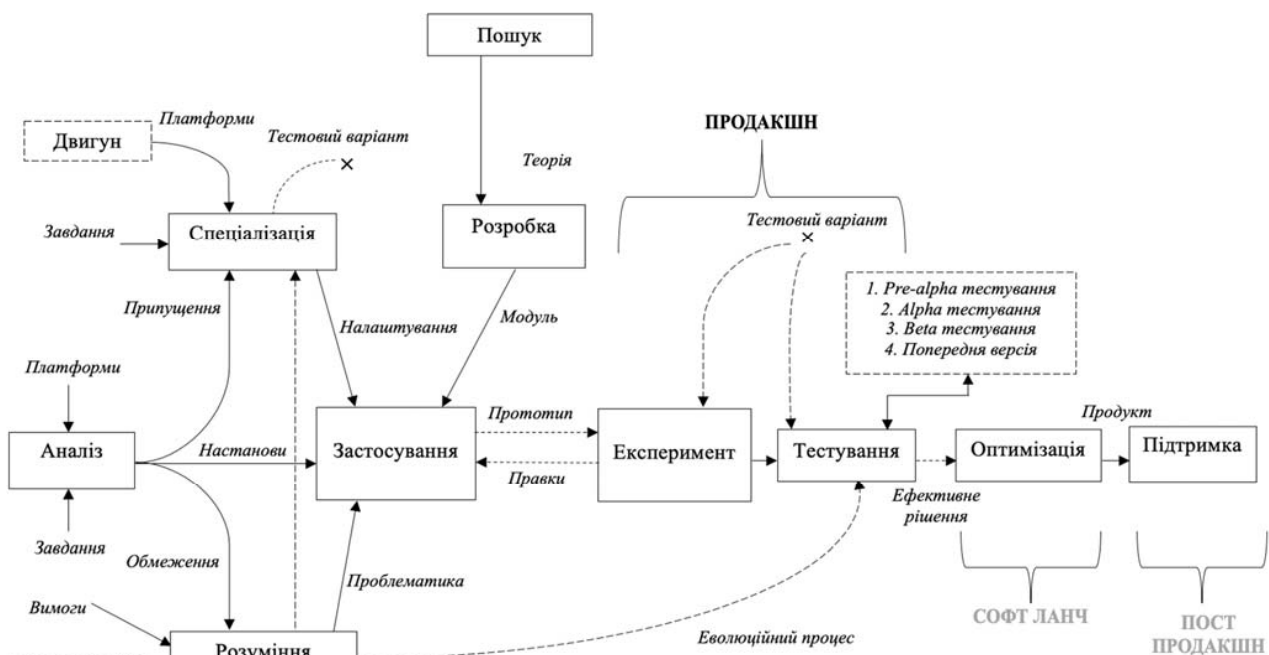 Пошук
Платформи
Двигун
Тестовий варіант
ПРОДАКШН
Теорія
Завдання
Спеціалізація
Розробка
Тестовий варіант
Припущення
Налаштування
Модуль
1. Pre-alpha тестування
2. Alpha тестування
3. Beta тестування
4. Попередня версія
Платформи
Аналіз
Настанови
Застосування
Прототип
Правки
Експеримент
Тестування
Оптимізація
Продукт
Підтримка
Ефективне
рішення
Завдання
Обмеження
Проблематика
Вимоги
Розуміння
Еволюційний процес
СОФТ ЛАНЧ
ПОСТ
ПРОДАКШН